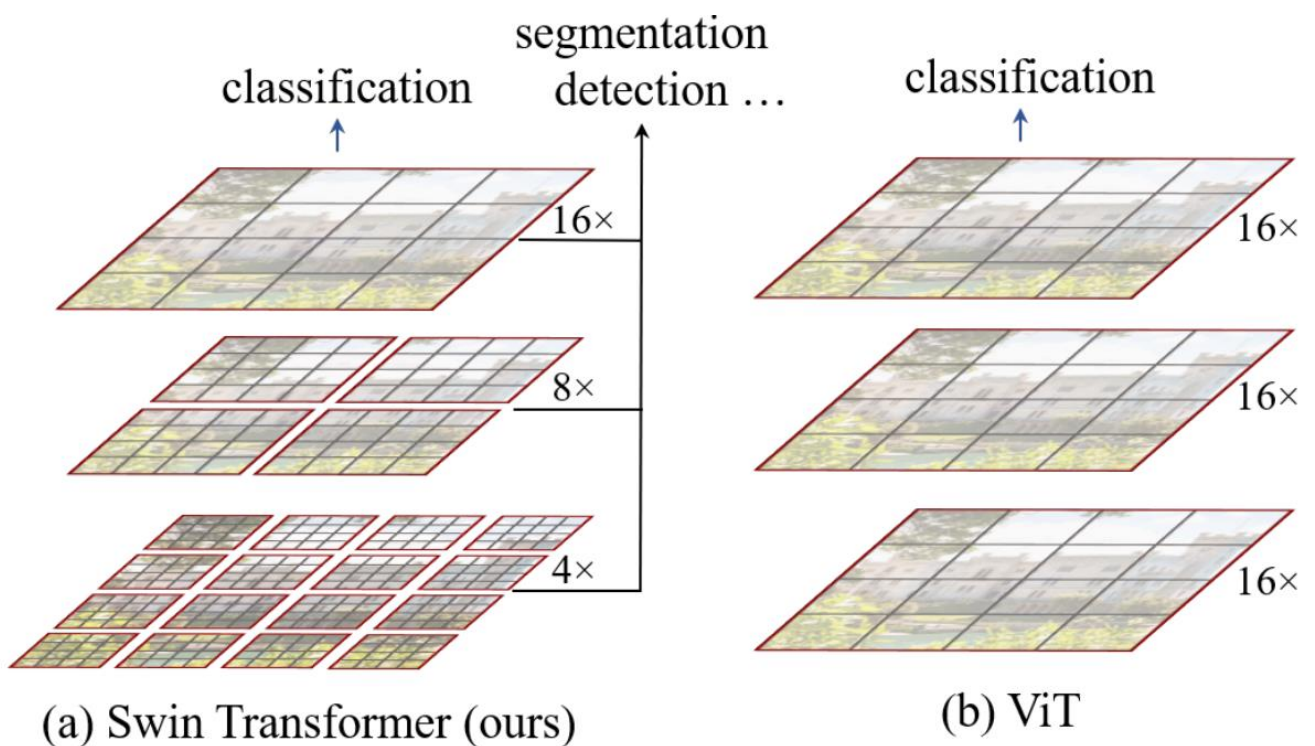 segmentation
classification
detection …
classification
16×
16×
8×
16×
4×
16×
(a) Swin Transformer (ours)
(b) ViT